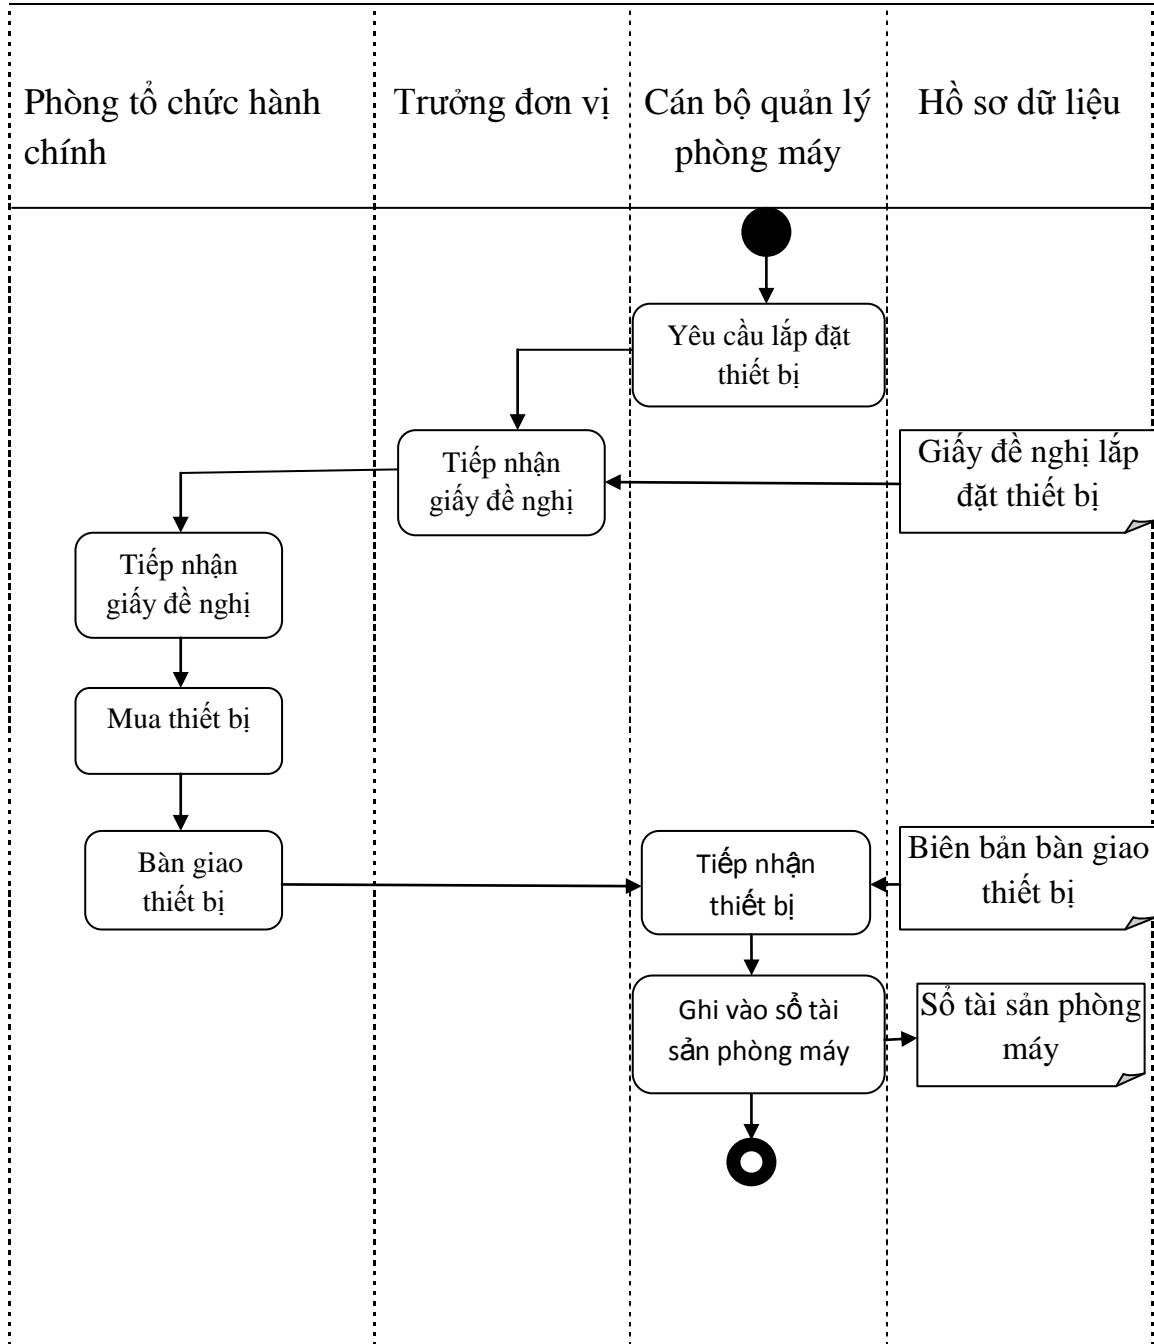 Phòng tổ chức hành
chính
Trưởng đơn vị
Cán bộ quản lý
phòng máy
Hồ sơ dữ liệu
Yêu cầu lắp đặt
thiết bị
Tiếp nhận
giấy đề nghị
Giấy đề nghị lắp
đặt thiết bị
Tiếp nhận
giấy đề nghị
Mua thiết bị
Bàn giao
thiết bị
Tiếp nhận
thiết bị
Biên bản bàn giao
thiết bị
Ghi vào sổ tài
sản phòng máy
Sổ tài sản phòng
máy